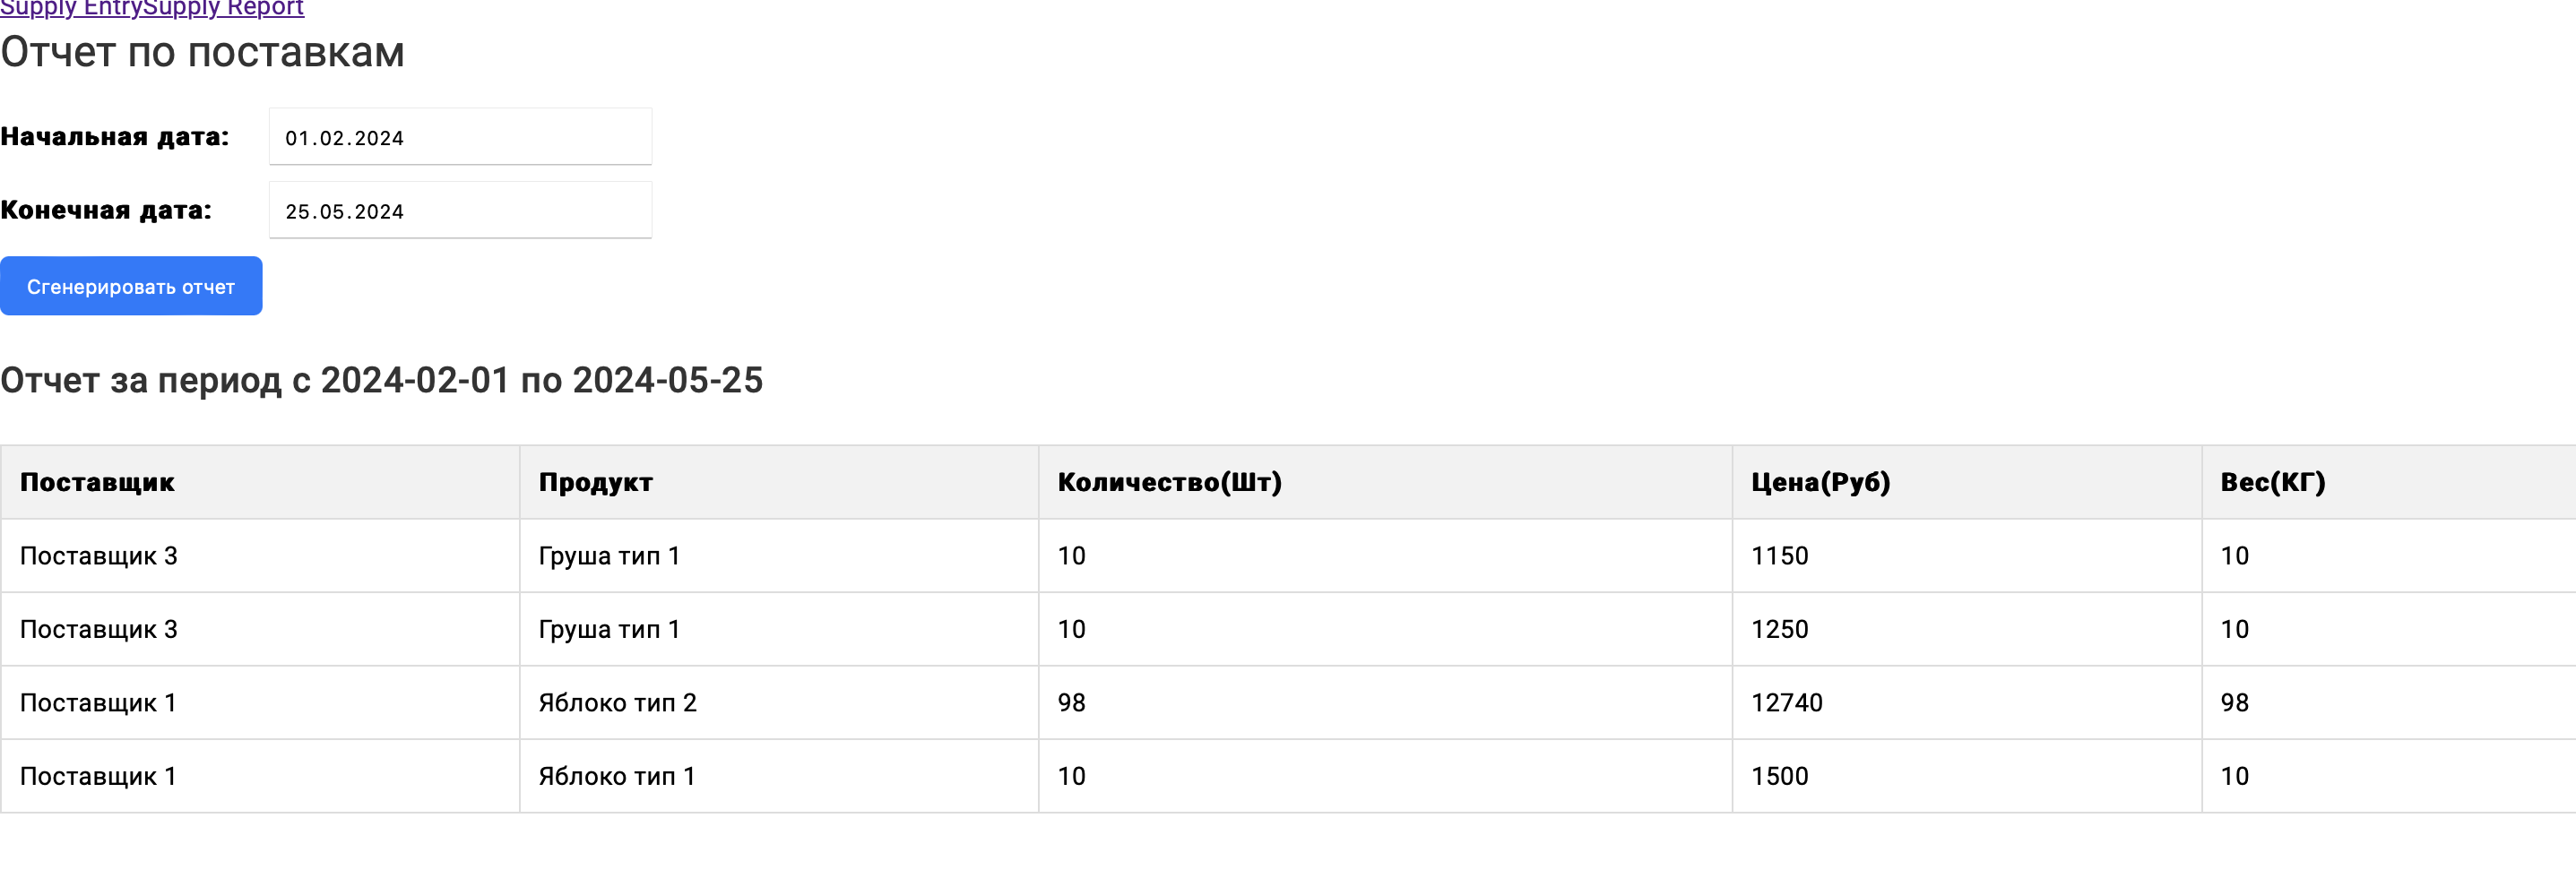 Supply EntrySupply Report
Отчет по поставкам
Начальная дата: 01.02.2024
Конечная дата: 25.05.2024
Сгенерировать отчет
Отчет за период с 2024-02-01 по 2024-05-25
Поставщик Продукт Количество(Шт) Цена(Руб) Вес(КГ)
Поставщик 3 Груша тип 1 10 1150 10
Поставщик 3 Груша тип 1 10 1250 10
Поставщик 1 Яблоко тип 2 98 12740 98
Поставщик 1 Яблоко тип 1 10 1500 10